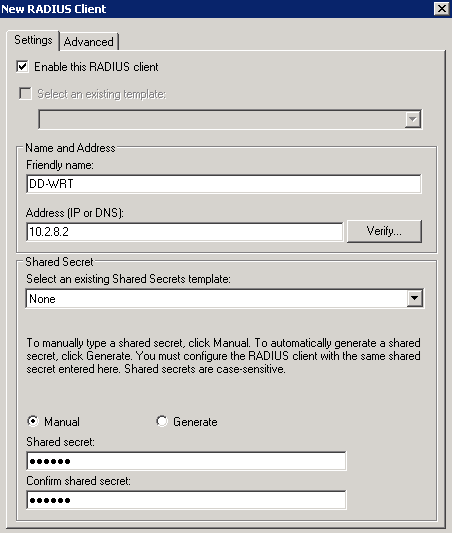 New RADIUS Client
Settings
Advanced
Enable this RADIUS client
Select an existing template:
Name and Address
Friendly name:
DD-WRT
Address (IP or DNS):
10.2.8.2
Verify...
Shared Secret
Select an existing Shared Secrets template:
None
To manually type a shared secret, click Manual. To automatically generate a shared
secret, click Generate. You must configure the RADIUS client with the same shared
secret entered here. Shared secrets are case-sensitive.
Manual
Generate
Shared secret:
●●●●●●
Confirm shared secret:
●●●●●●